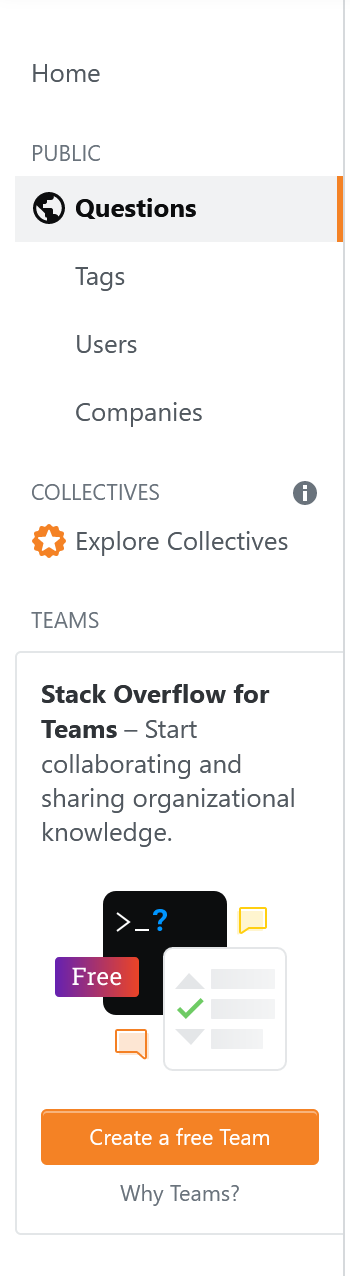 Home
PUBLIC
Questions
Tags
Users
Companies
COLLECTIVES
Explore Collectives
TEAMS
Stack Overflow for
Teams – Start
collaborating and
sharing organizational
knowledge.
>_?
Free
Create a free Team
Why Teams?